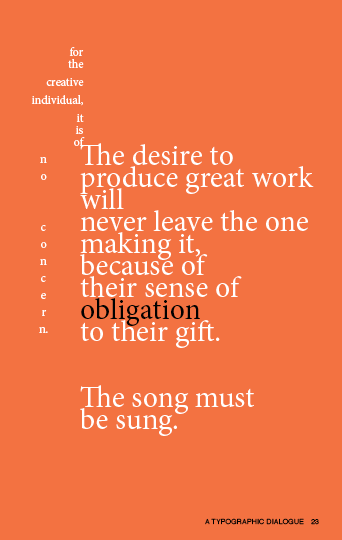 for
the
creative
individual,
it
is
of
n
o
c
o
n
c
e
r
n.
The desire to
produce great work
will
never leave the one
making it,
because of
their sense of
obligation
to their gift.
The song must
be sung.
A TYPOGRAPHIC DIALOGUE 23